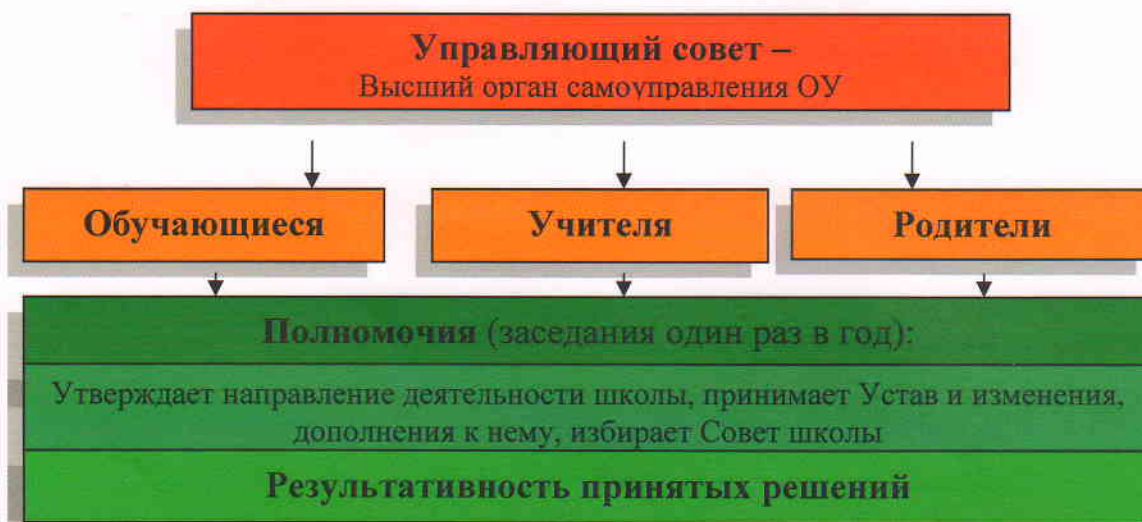 Управляющий совет –
Высший орган самоуправления ОУ
Обучающиеся
Учителя
Родители
Полномочия (заседания один раз в год):
Утверждает направление деятельности школы, принимает Устав и изменения,
дополнения к нему, избирает Совет школы
Результативность принятых решений